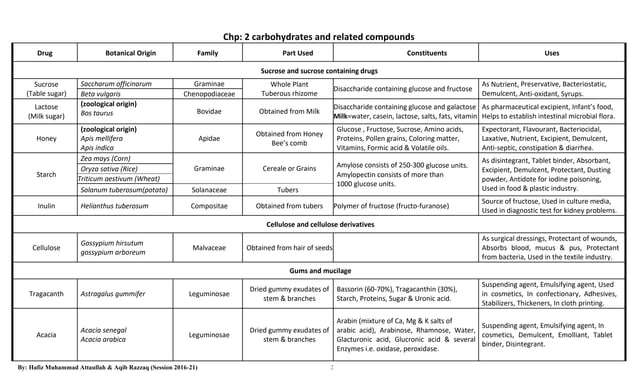 Chp: 2 carbohydrates and related compounds
Drug Botanical Origin Family Part Used Constituents Uses
Sucrose and sucrose containing drugs
Sucrose
(Table sugar)
Saccharum officinarum
Beta vulgaris
Graminae
Chenopodiaceae
Whole Plant
Tuberous rhizome
Disaccharide containing glucose and fructose
As Nutrient, Preservative, Bacteriostatic,
Demulcent, Anti-oxidant, Syrups.
Lactose
(Milk sugar)
(zoological origin)
Bos taurus
Bovidae
Obtained from Milk
Disaccharide containing glucose and galactose
Milk=water, casein, lactose, salts, fats, vitamin
As pharmaceutical excipient, Infant's food,
Helps to establish intestinal microbial flora.
Honey
(zoological origin)
Apis mellifera
Apis indica
Apidae
Obtained from Honey
Bee's comb
Glucose , Fructose, Sucrose, Amino acids,
Proteins, Pollen grains, Coloring matter,
Vitamins, Formic acid & Volatile oils.
Expectorant, Flavourant, Bacteriocidal,
Laxative, Nutrient, Excipient, Demulcent,
Anti-septic, constipation & diarrhea.
Starch
Zea mays (Corn)
Oryza sativa (Rice)
Triticum aestivum (Wheat)
Solanum tuberosum(potato)
Graminae
Solanaceae
Cereale or Grains
Tubers
Amylose consists of 250-300 glucose units.
Amylopectin consists of more than
1000 glucose units.
As disintegrant, Tablet binder, Absorbant,
Excipient, Demulcent, Protectant, Dusting
powder, Antidote for iodine poisoning,
Used in food & plastic industry.
Inulin
Helianthus tuberosum
Compositae
Obtained from tubers
Polymer of fructose (fructo-furanose)
Source of fructose, Used in culture media,
Used in diagnostic test for kidney problems.
Cellulose and cellulose derivatives
Cellulose
Gossypium hirsutum
gossypium arboreum
Malvaceae
Obtained from hair of seeds
As surgical dressings, Protectant of wounds,
Absorbs blood, mucus & pus, Protectant
from bacteria, Used in the textile industry.
Gums and mucilage
Tragacanth
Astragalus gummifer
Leguminosae
Dried gummy exudates of
stem & branches
Bassorin (60-70%), Tragacanthin (30%),
Starch, Proteins, Sugar & Uronic acid.
Suspending agent, Emulsifying agent, Used
in cosmetics, In confectionary, Adhesives,
Stabilizers, Thickeners, In cloth printing.
Acacia
Acacia senegal
Acacia arabica
Leguminosae
Dried gummy exudates of
stem & branches
Arabin (mixture of Ca, Mg & K salts of
arabic acid), Arabinose, Rhamnose, Water,
Glacturonic acid, Glucronic acid & several
Enzymes i.e. oxidase, peroxidase.
Suspending agent, Emulsifying agent, In
cosmetics, Demulcent, Emolliant, Tablet
binder, Disintegrant.
By: Hafiz Muhammad Attaullah & Aqib Razzaq (Session 2016-21)
2